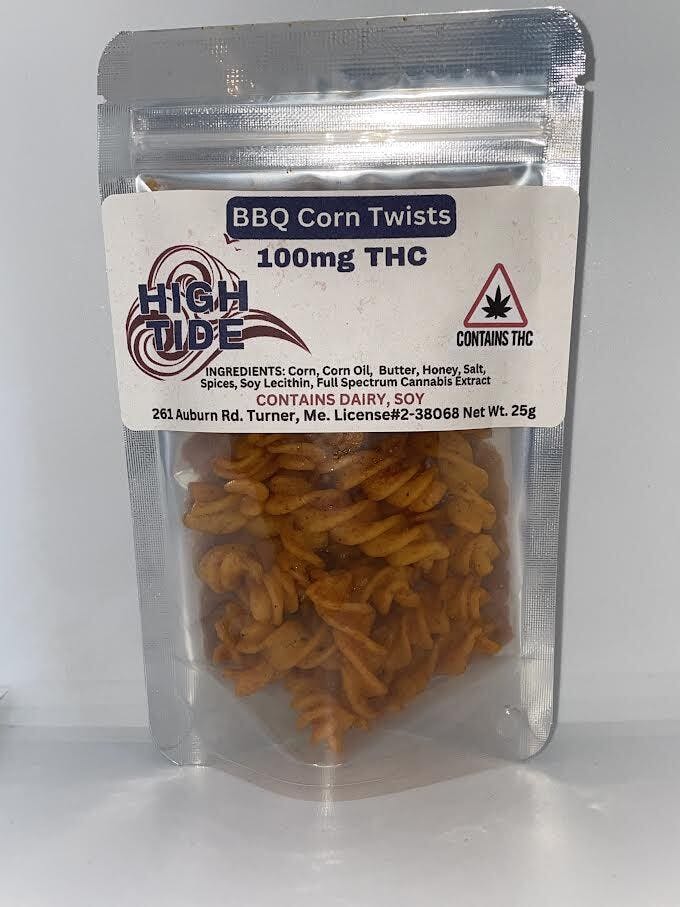 BBQ Corn Twists
100mg THC
HIGH
TIDE
CONTAINS THC
INGREDIENTS: Corn, Corn Oil, Butter, Honey, Salt,
Spices, Soy Lecithin, Full Spectrum Cannabis Extract
CONTAINS DAIRY, SOY
261 Auburn Rd. Turner, Me. License#2-38068 Net Wt. 25g